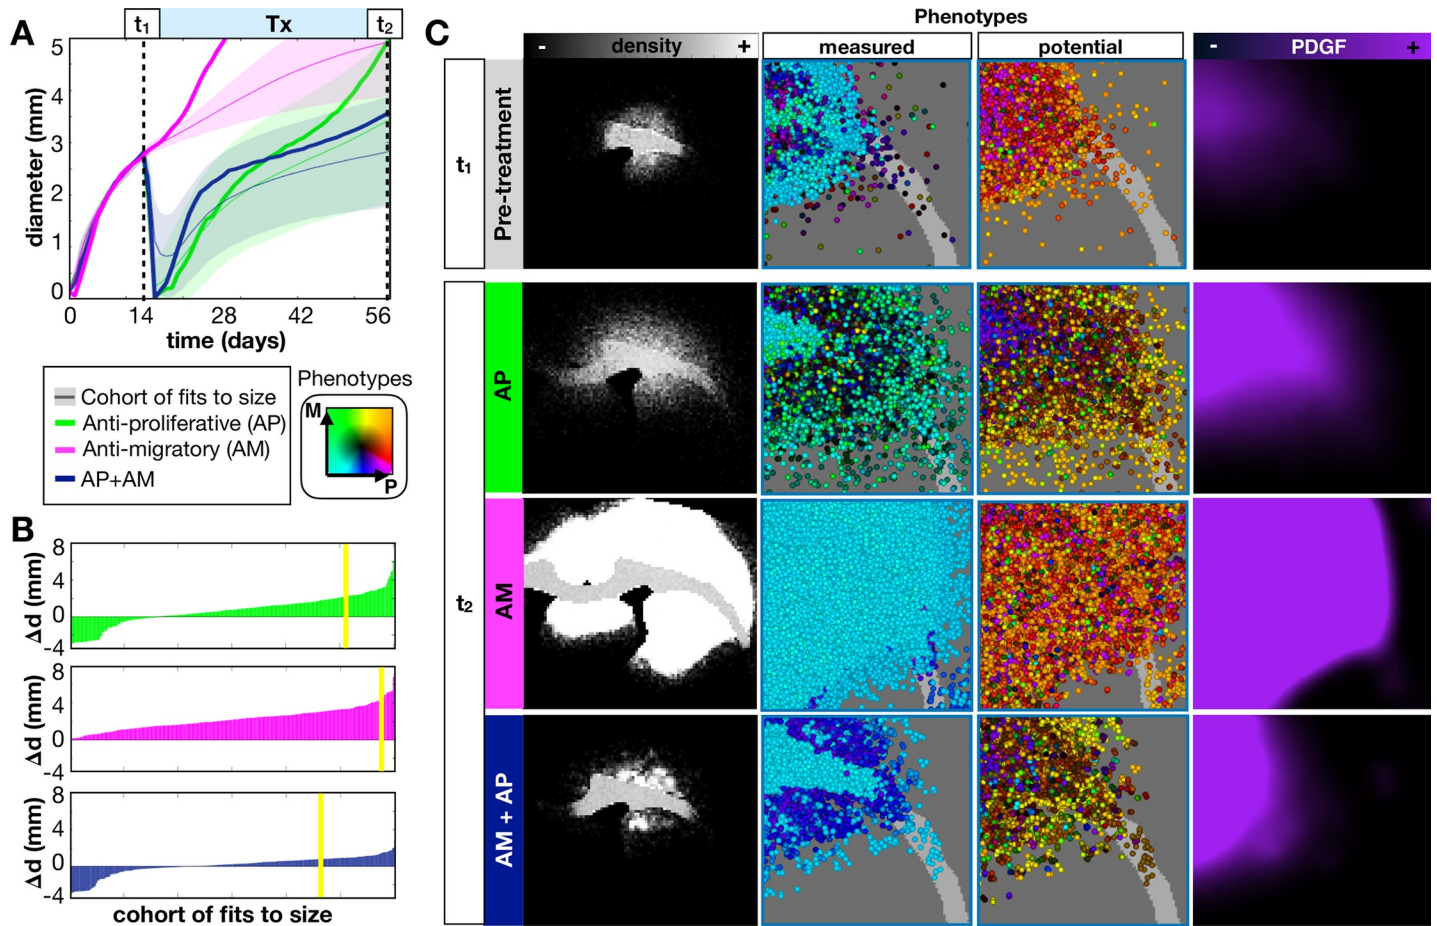 A
t1
Tx
t2
5
4
3
2
1
0
diameter (mm)
0
14
28
42
56
time (days)
Cohort of fits to size
Anti-proliferative (AP)
Anti-migratory (AM)
AP+AM
Phenotypes
M
P
B
8
4
0
-4
Δd (mm)
8
4
0
-4
Δd (mm)
8
4
0
-4
Δd (mm)
cohort of fits to size
C
Phenotypes
- density +
measured
potential
- PDGF +
t1
Pre-treatment
t2
AP
AM
AM + AP